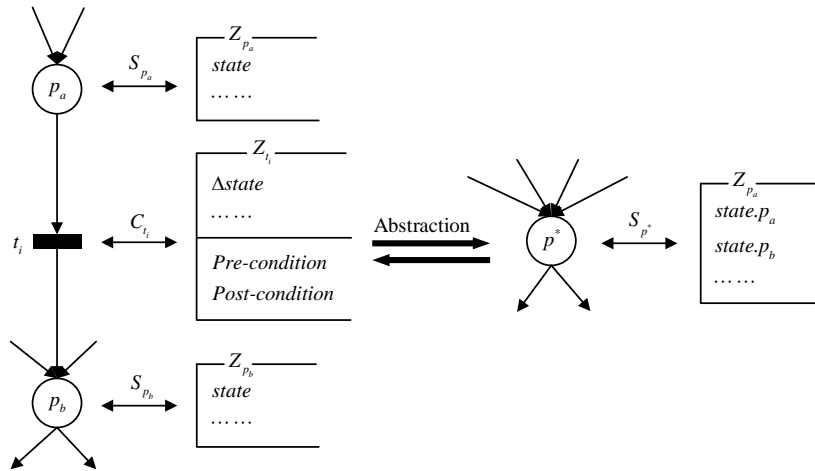 Z_{p_a}
p_a
S_{p_a}
state
... ...
Z_{t_i}
Δstate
... ...
t_i
C_{t_i}
Pre-condition
Post-condition
Z_{p_b}
p_b
S_{p_b}
state
... ...
Abstraction
p*
S_{p*}
Z_{p_a}
state.p_a
state.p_b
... ...